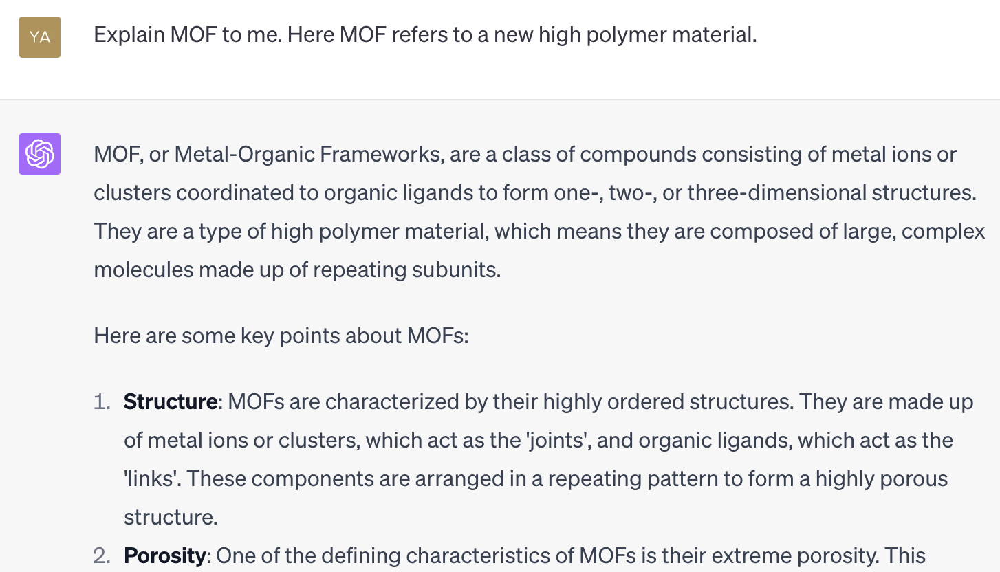 YA
Explain MOF to me. Here MOF refers to a new high polymer material.
MOF, or Metal-Organic Frameworks, are a class of compounds consisting of metal ions or
clusters coordinated to organic ligands to form one-, two-, or three-dimensional structures.
They are a type of high polymer material, which means they are composed of large, complex
molecules made up of repeating subunits.
Here are some key points about MOFs:
1. Structure: MOFs are characterized by their highly ordered structures. They are made up
of metal ions or clusters, which act as the 'joints', and organic ligands, which act as the
'links'. These components are arranged in a repeating pattern to form a highly porous
structure.
2. Porosity: One of the defining characteristics of MOFs is their extreme porosity. This